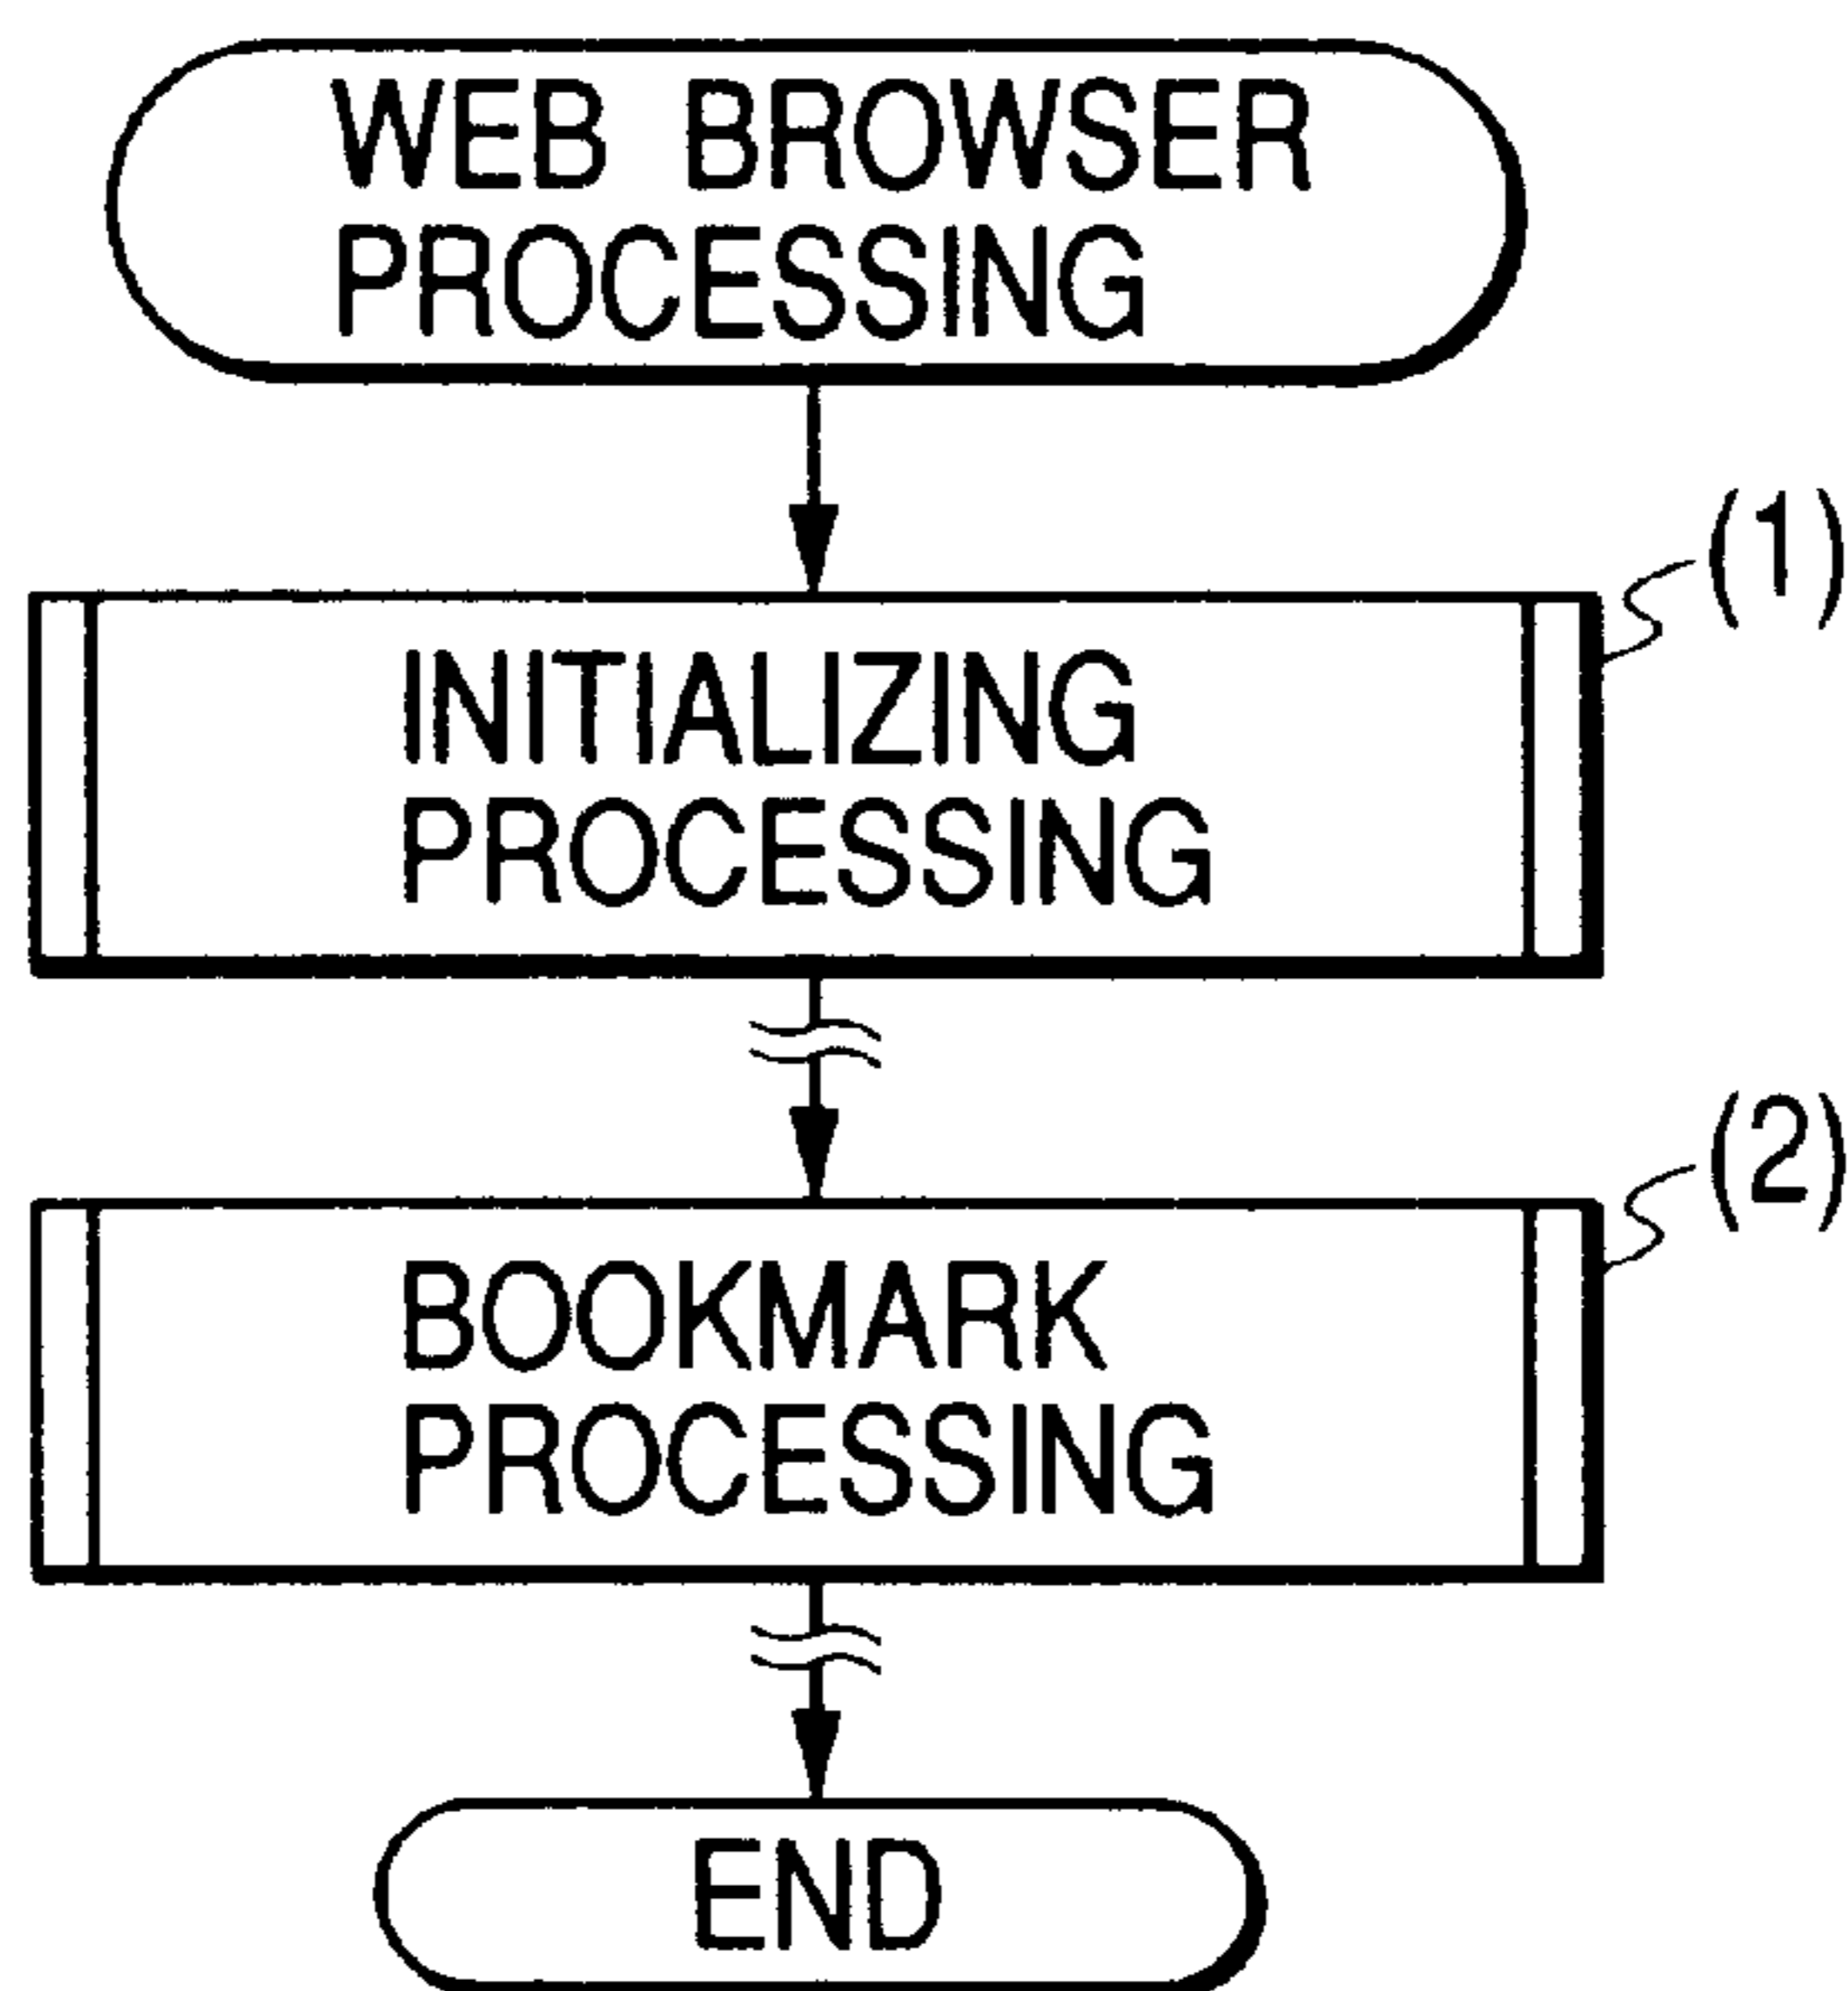 WEB BROWSER
PROCESSING
(1)
INITIALIZING
PROCESSING
(2)
BOOKMARK
PROCESSING
END